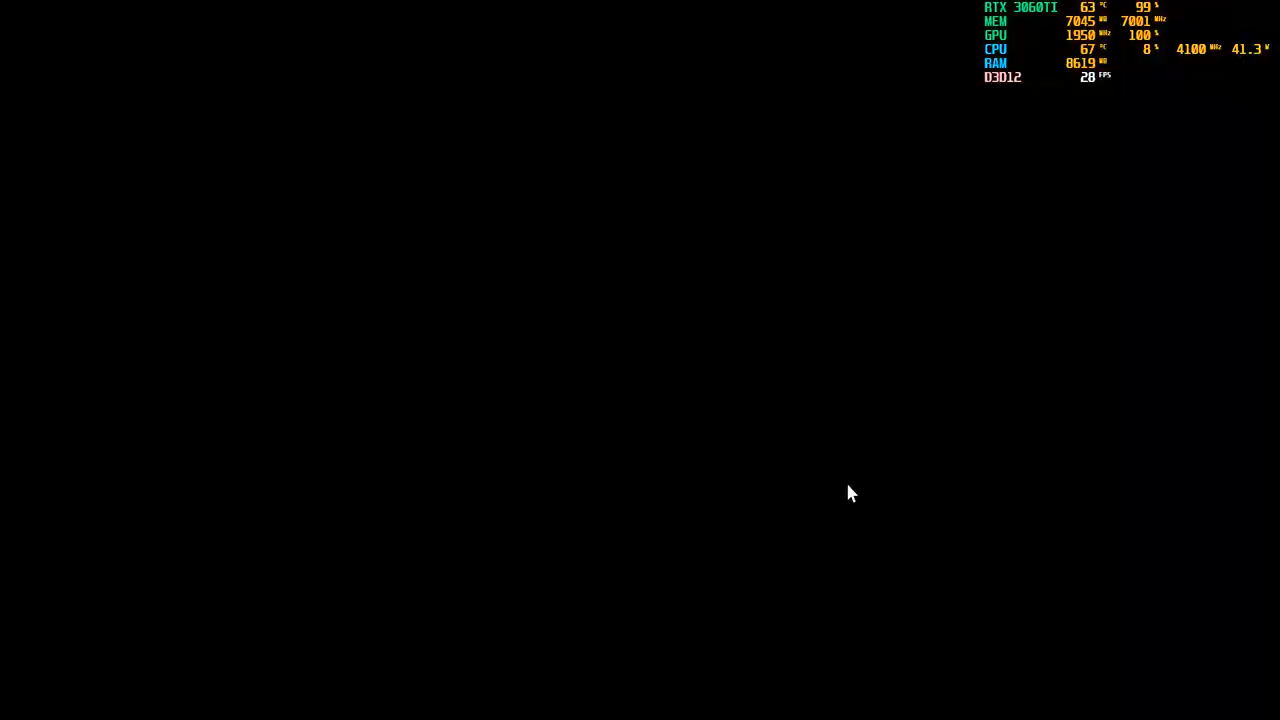 RTX 3060TI 63 °C 99 %
MEM 7045 MB 7001 MHz
GPU 1950 MHz 100 %
CPU 67 °C 8 % 4100 MHz 41.3 W
RAM 8619 MB
D3D12 28 FPS